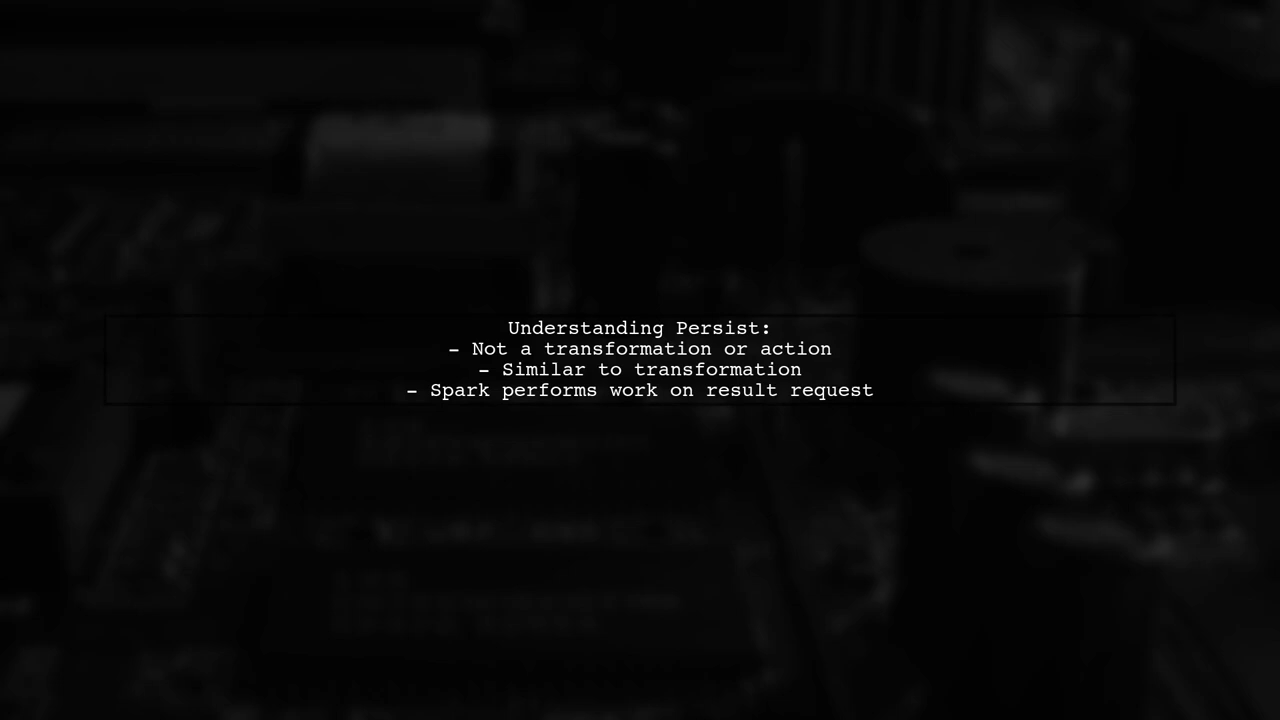 Understanding Persist:
– Not a transformation or action
– Similar to transformation
– Spark performs work on result request